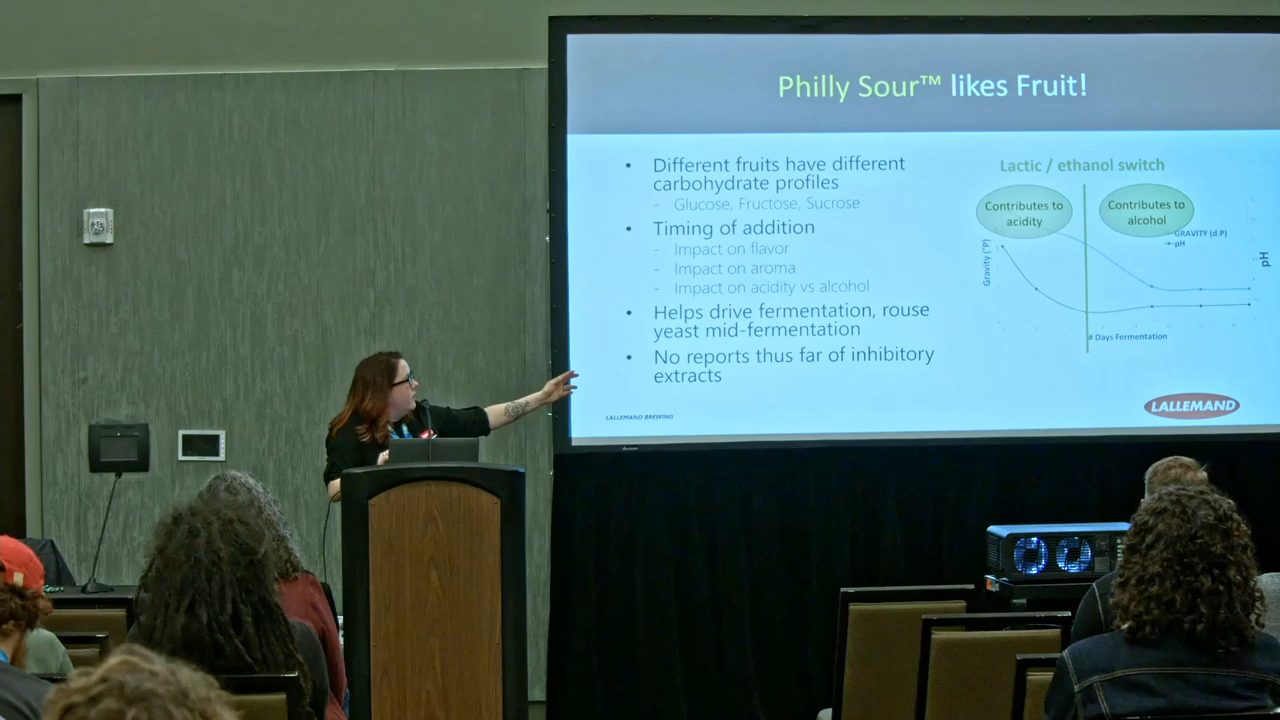 Philly Sour™ likes Fruit!
• Different fruits have different
carbohydrate profiles
- Glucose, Fructose, Sucrose
• Timing of addition
- Impact on flavor
- Impact on aroma
- Impact on acidity vs alcohol
• Helps drive fermentation, rouse
yeast mid-fermentation
• No reports thus far of inhibitory
extracts
Lactic / ethanol switch
Contributes to
acidity
Contributes to
alcohol
GRAVITY (d.P)
pH
Gravity (°P)
pH
# Days Fermentation
LALLEMAND BREWING
LALLEMAND